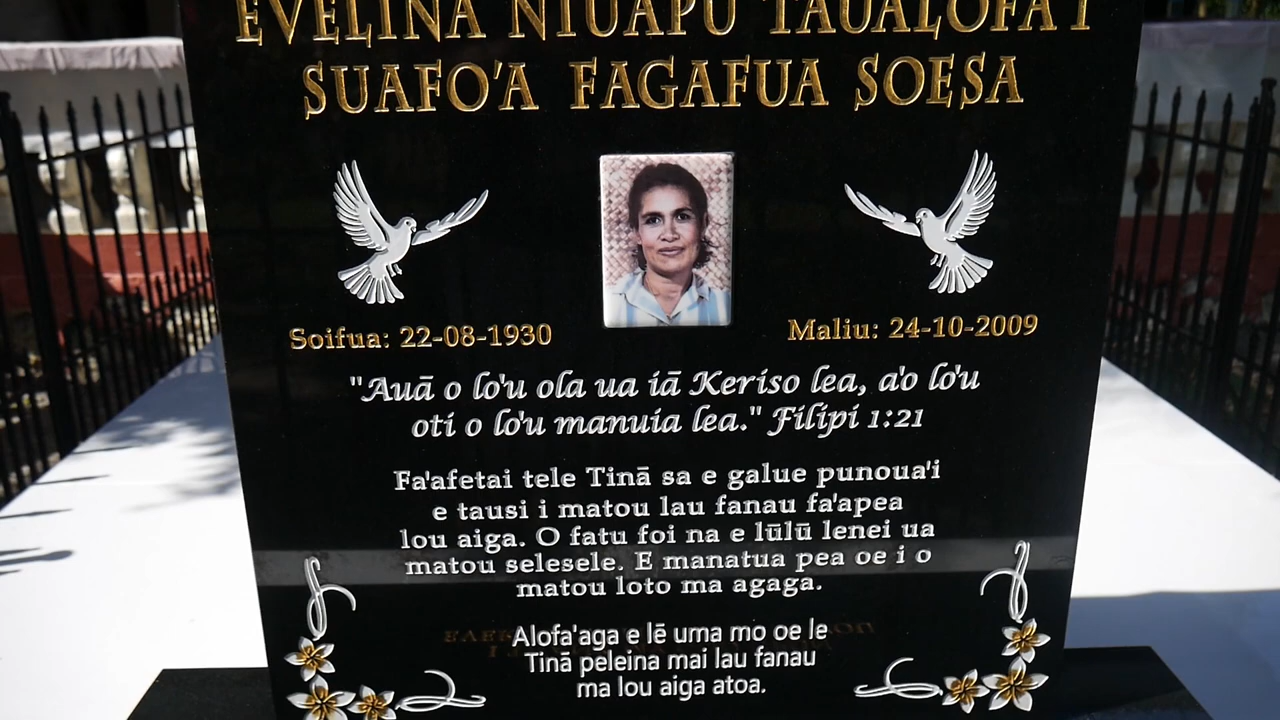 EVELINA NIUAPU TAUALOFA'I
SUAFO'A FAGAFUA SOESA
Soifua: 22-08-1930
Maliu: 24-10-2009
"Auā o lo'u ola ua iā Keriso lea, a'o lo'u
oti o lo'u manuia lea." Filipi 1:21
Fa'afetai tele Tinā sa e galue punoua'i
e tausi i matou lau fanau fa'apea
lou aiga. O fatu foi na e lūlū lenei ua
matou selesele. E manatua pea oe i o
matou loto ma agaga.
Alofa'aga e lē uma mo oe le
Tinā peleina mai lau fanau
ma lou aiga atoa.